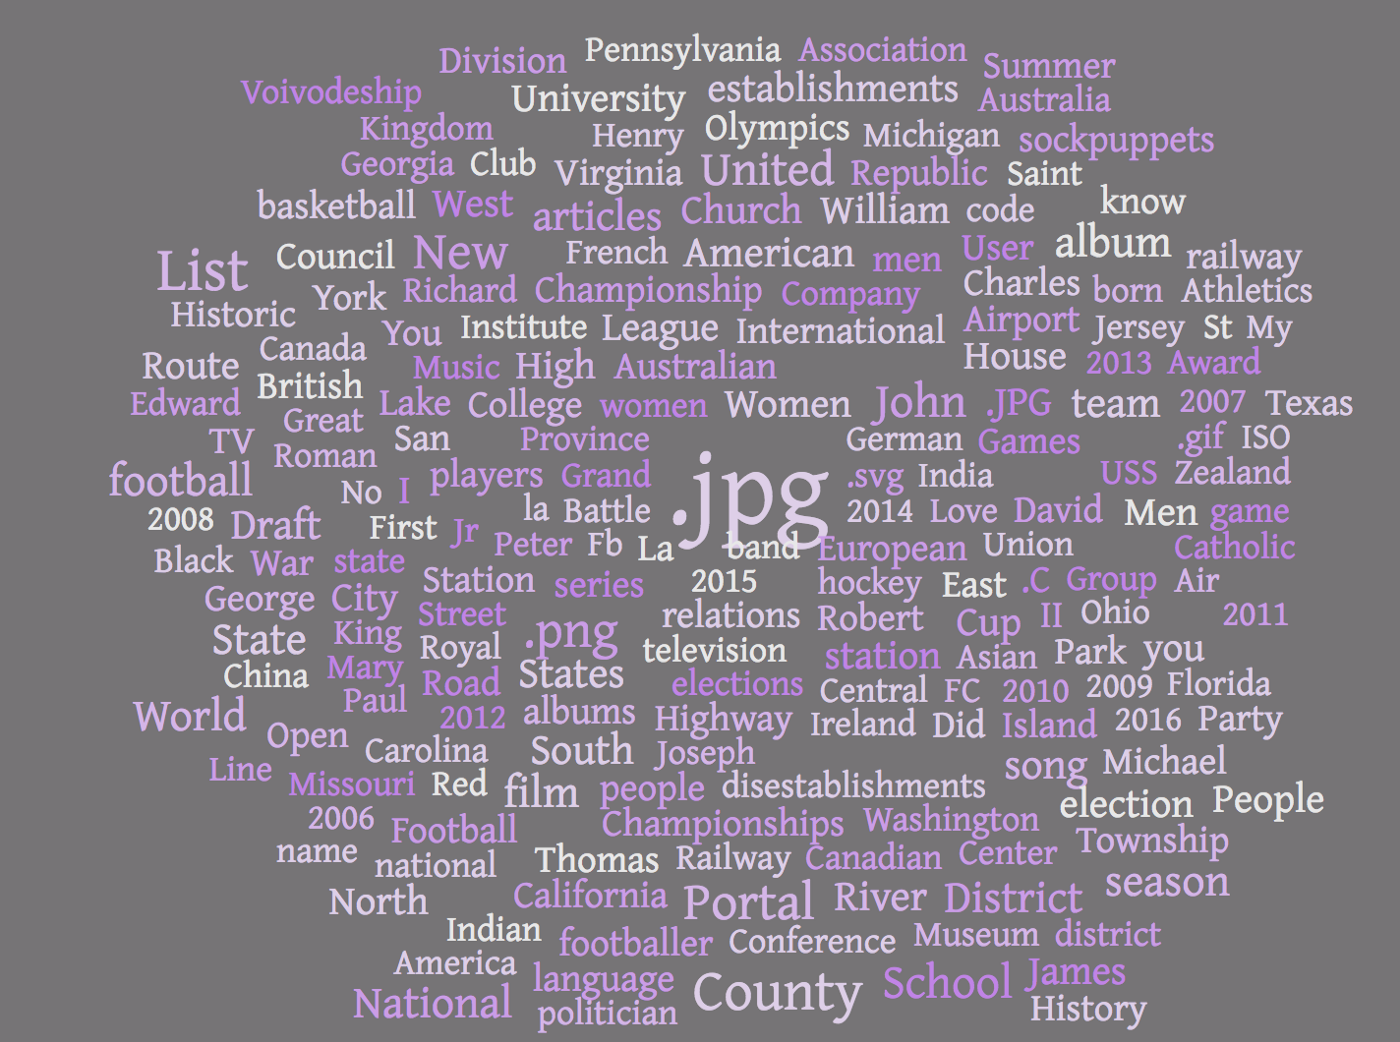 Division Pennsylvania Association Summer
Voivodeship University establishments Australia
Kingdom Henry Olympics Michigan sockpuppets
Georgia Club Virginia United Republic Saint
basketball West articles Church William code know
List Council New French American men User album railway
Historic York Richard Championship Company Charles born Athletics
Canada You Institute League International Airport Jersey St My
Route British Music High Australian House 2013 Award
Edward Great Lake College women Women John .JPG team 2007 Texas
TV Roman San Province German Games .gif ISO
football No I players Grand .jpg .svg India USS Zealand
2008 Draft First Jr la Battle 2014 Love David Men game
Black War state Peter Fb La band European Union Catholic
George City Station series 2015 hockey East .C Group Air
State King Street .png relations Robert Cup II Ohio 2011
China Mary Royal States television station Asian Park you
Paul Road elections Central FC 2010 2009 Florida
World Open 2012 albums Highway Ireland Did Island 2016 Party
Line Carolina South Joseph song Michael
Missouri Red film people disestablishments election People
2006 Football Championships Washington Township
name national Thomas Railway Canadian Center
North California Portal River District season
Indian footballer Conference Museum district
America language County School James
National politician History